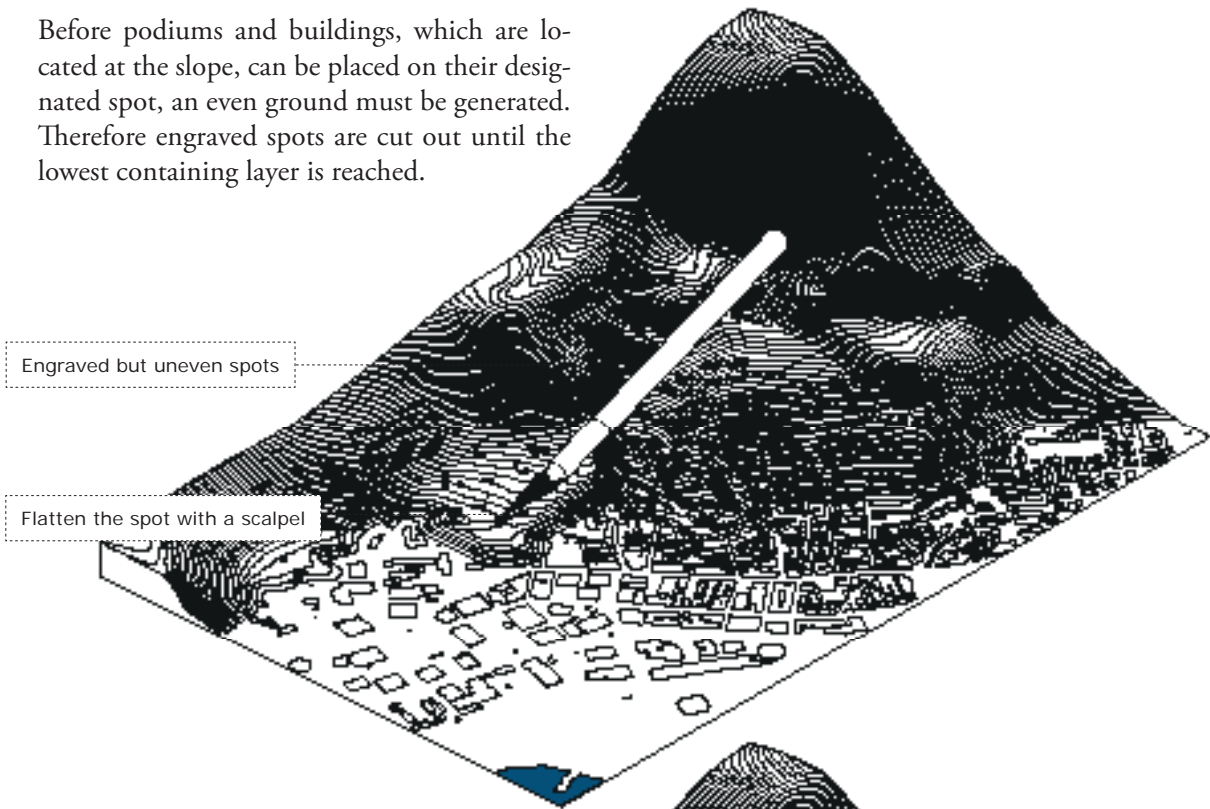 Before podiums and buildings, which are lo-
cated at the slope, can be placed on their desig-
nated spot, an even ground must be generated.
Therefore engraved spots are cut out until the
lowest containing layer is reached.
Engraved but uneven spots
Flatten the spot with a scalpel